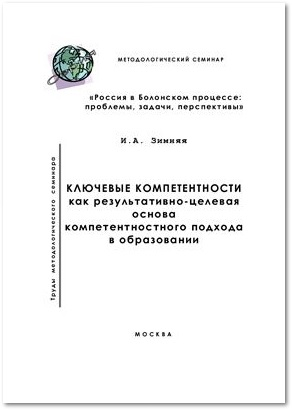 МЕТОДОЛОГИЧЕСКИЙ СЕМИНАР
«Россия в Болонском процессе:
проблемы, задачи, перспективы»
И.А. Зимняя
КЛЮЧЕВЫЕ КОМПЕТЕНТНОСТИ
как результативно-целевая
основа
компетентностного подхода
в образовании
Труды методологического семинара
МОСКВА